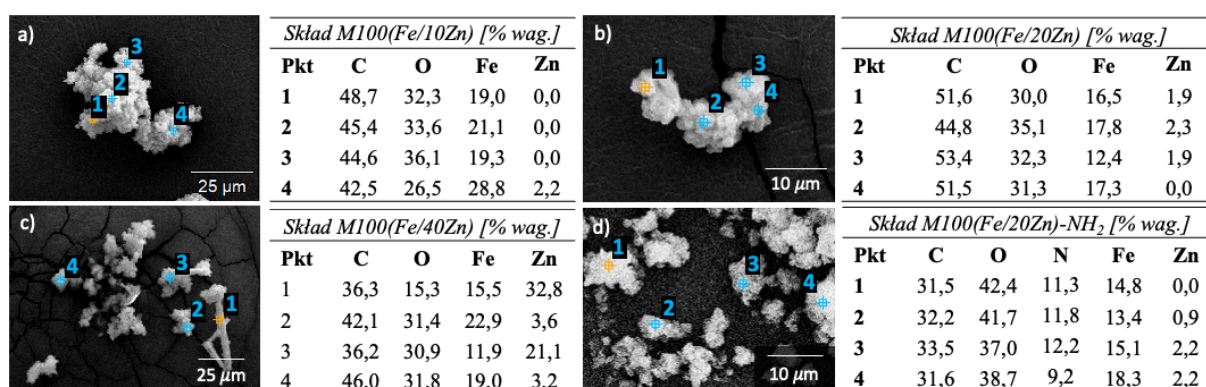 a)
3
2
1
4
25 µm
Skład M100(Fe/10Zn) [% wag.]
Pkt C O Fe Zn
1 48,7 32,3 19,0 0,0
2 45,4 33,6 21,1 0,0
3 44,6 36,1 19,3 0,0
4 42,5 26,5 28,8 2,2
b)
1
3
2
4
10 µm
Skład M100(Fe/20Zn) [% wag.]
Pkt C O Fe Zn
1 51,6 30,0 16,5 1,9
2 44,8 35,1 17,8 2,3
3 53,4 32,3 12,4 1,9
4 51,5 31,3 17,3 0,0
c)
4
3
2
1
25 µm
Skład M100(Fe/40Zn) [% wag.]
Pkt C O Fe Zn
1 36,3 15,3 15,5 32,8
2 42,1 31,4 22,9 3,6
3 36,2 30,9 11,9 21,1
4 46,0 31,8 19,0 3,2
d)
1
3
4
2
10 µm
Skład M100(Fe/20Zn)-NH₂ [% wag.]
Pkt C O N Fe Zn
1 31,5 42,4 11,3 14,8 0,0
2 32,2 41,7 11,8 13,4 0,9
3 33,5 37,0 12,2 15,1 2,2
4 31,6 38,7 9,2 18,3 2,2